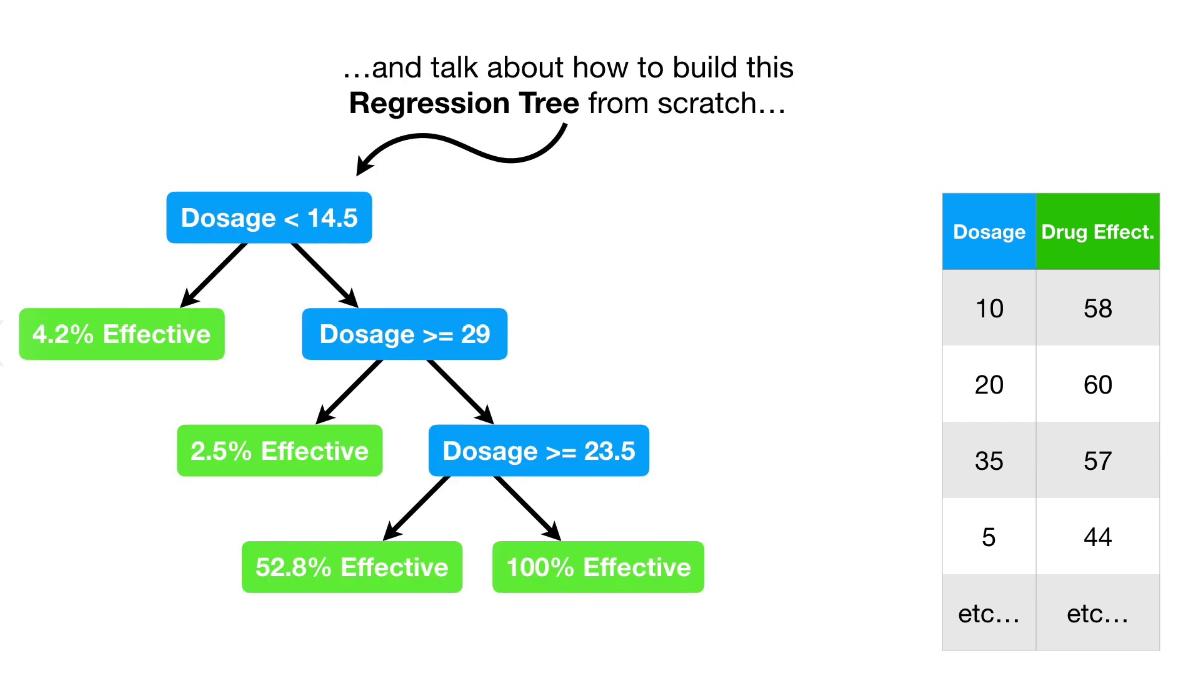 …and talk about how to build this
Regression Tree from scratch…
Dosage < 14.5
4.2% Effective
Dosage >= 29
2.5% Effective
Dosage >= 23.5
52.8% Effective
100% Effective
Dosage Drug Effect.
10 58
20 60
35 57
5 44
etc… etc…